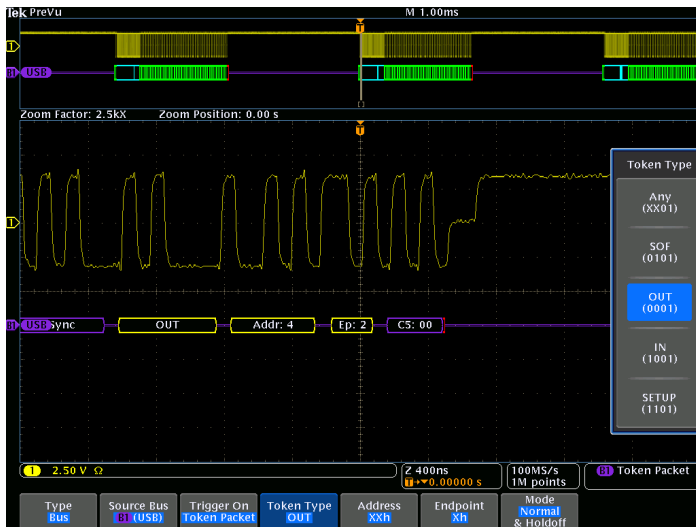 Tek PreVu M 1.00ms
T
1
B1 USB
Zoom Factor: 2.5kX Zoom Position: 0.00 s
T
1
B1 USB Sync OUT Addr: 4 Ep: 2 C5: 00
Token Type
Any
(XX01)
SOF
(0101)
OUT
(0001)
IN
(1001)
SETUP
(1101)
1 2.50 V Ω
Z 400ns
T→▼0.00000 s
100MS/s
1M points
B1 Token Packet
Type
Bus
Source Bus
B1 (USB)
Trigger On
Token Packet
Token Type
OUT
Address
XXh
Endpoint
Xh
Mode
Normal
& Holdoff